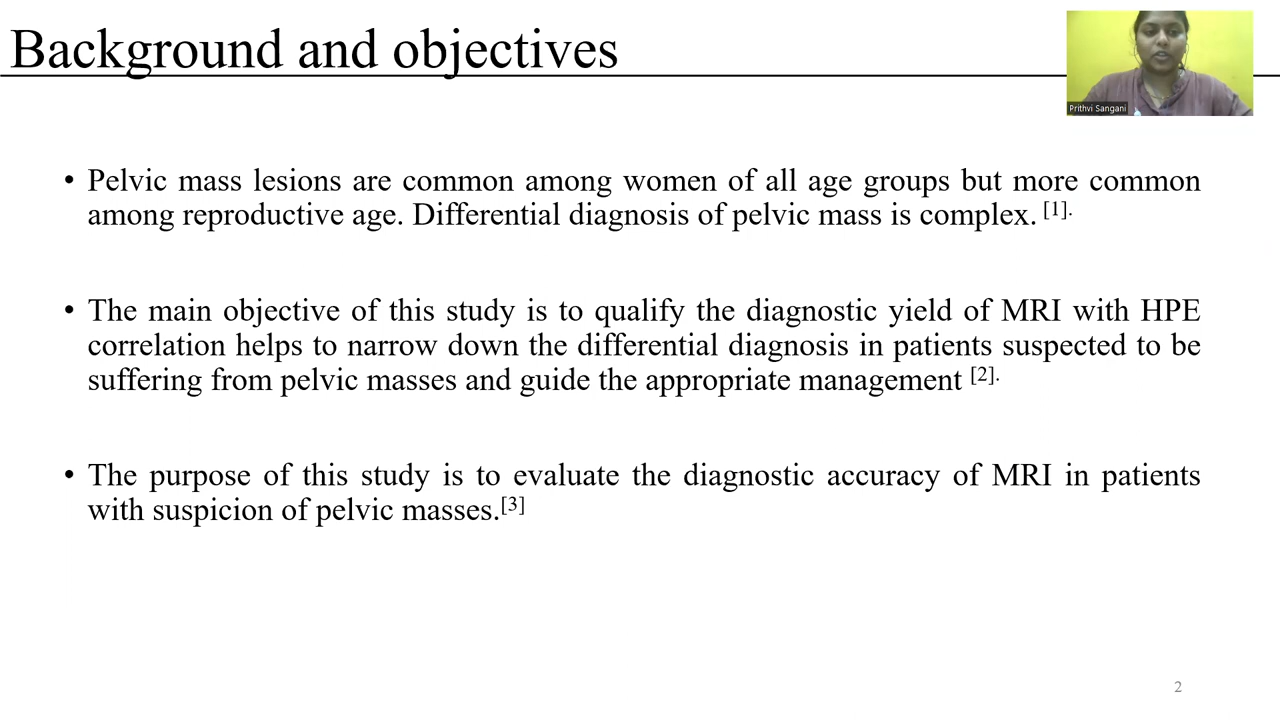 Background and objectives
Prithvi Sangani
• Pelvic mass lesions are common among women of all age groups but more common
among reproductive age. Differential diagnosis of pelvic mass is complex. [1].
• The main objective of this study is to qualify the diagnostic yield of MRI with HPE
correlation helps to narrow down the differential diagnosis in patients suspected to be
suffering from pelvic masses and guide the appropriate management [2].
• The purpose of this study is to evaluate the diagnostic accuracy of MRI in patients
with suspicion of pelvic masses.[3]
2